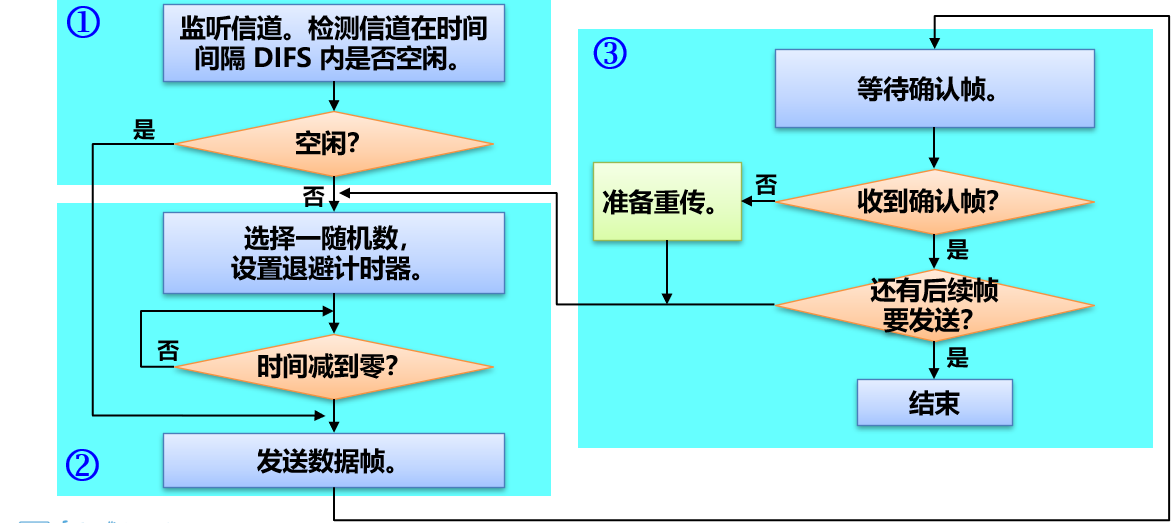 ①
监听信道。检测信道在时间
间隔 DIFS 内是否空闲。
是
空闲？
否
选择一随机数，
设置退避计时器。
否
时间减到零？
②
发送数据帧。
③
等待确认帧。
准备重传。
否
收到确认帧？
是
还有后续帧
要发送？
是
结束